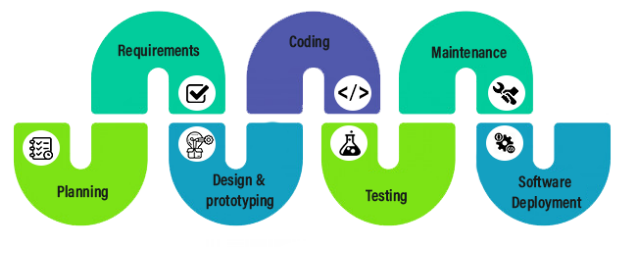 Requirements
Coding
Maintenance
</>
Planning
Design &
prototyping
Testing
Software
Deployment